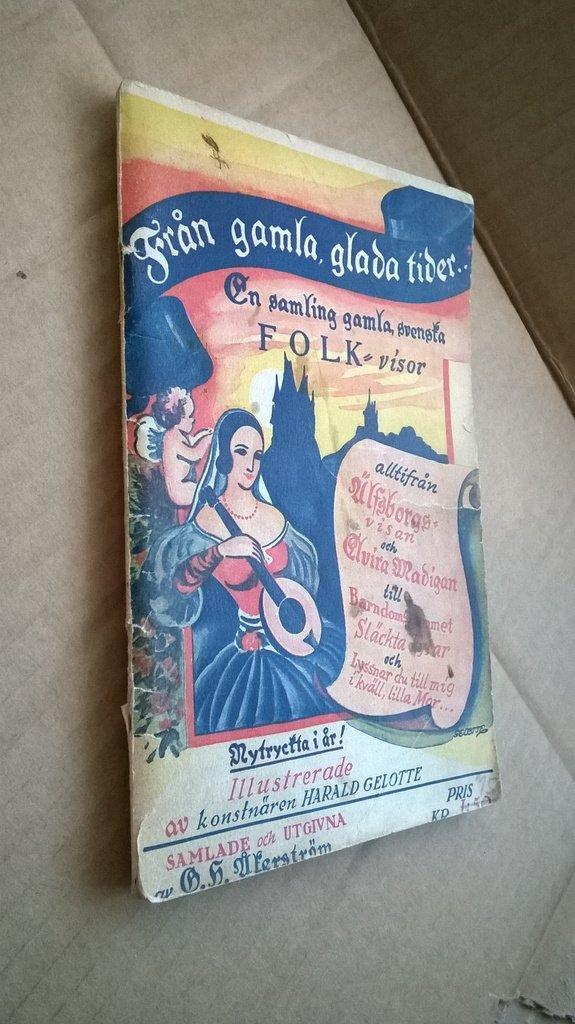 Från gamla, glada tider..
En samling gamla, svenska
FOLK=visor
alltifrån
Älfsborgs=
visan
och
Elvira Madigan
till
Släckta
och
Lyssnar du till mig
i kväll, lilla Mor...
GELOTTE
Nytryckta i år!
Illustrerade
av konstnären HARALD GELOTTE
PRIS
SAMLADE och UTGIVNA
KR.
av G. H. Åkerström